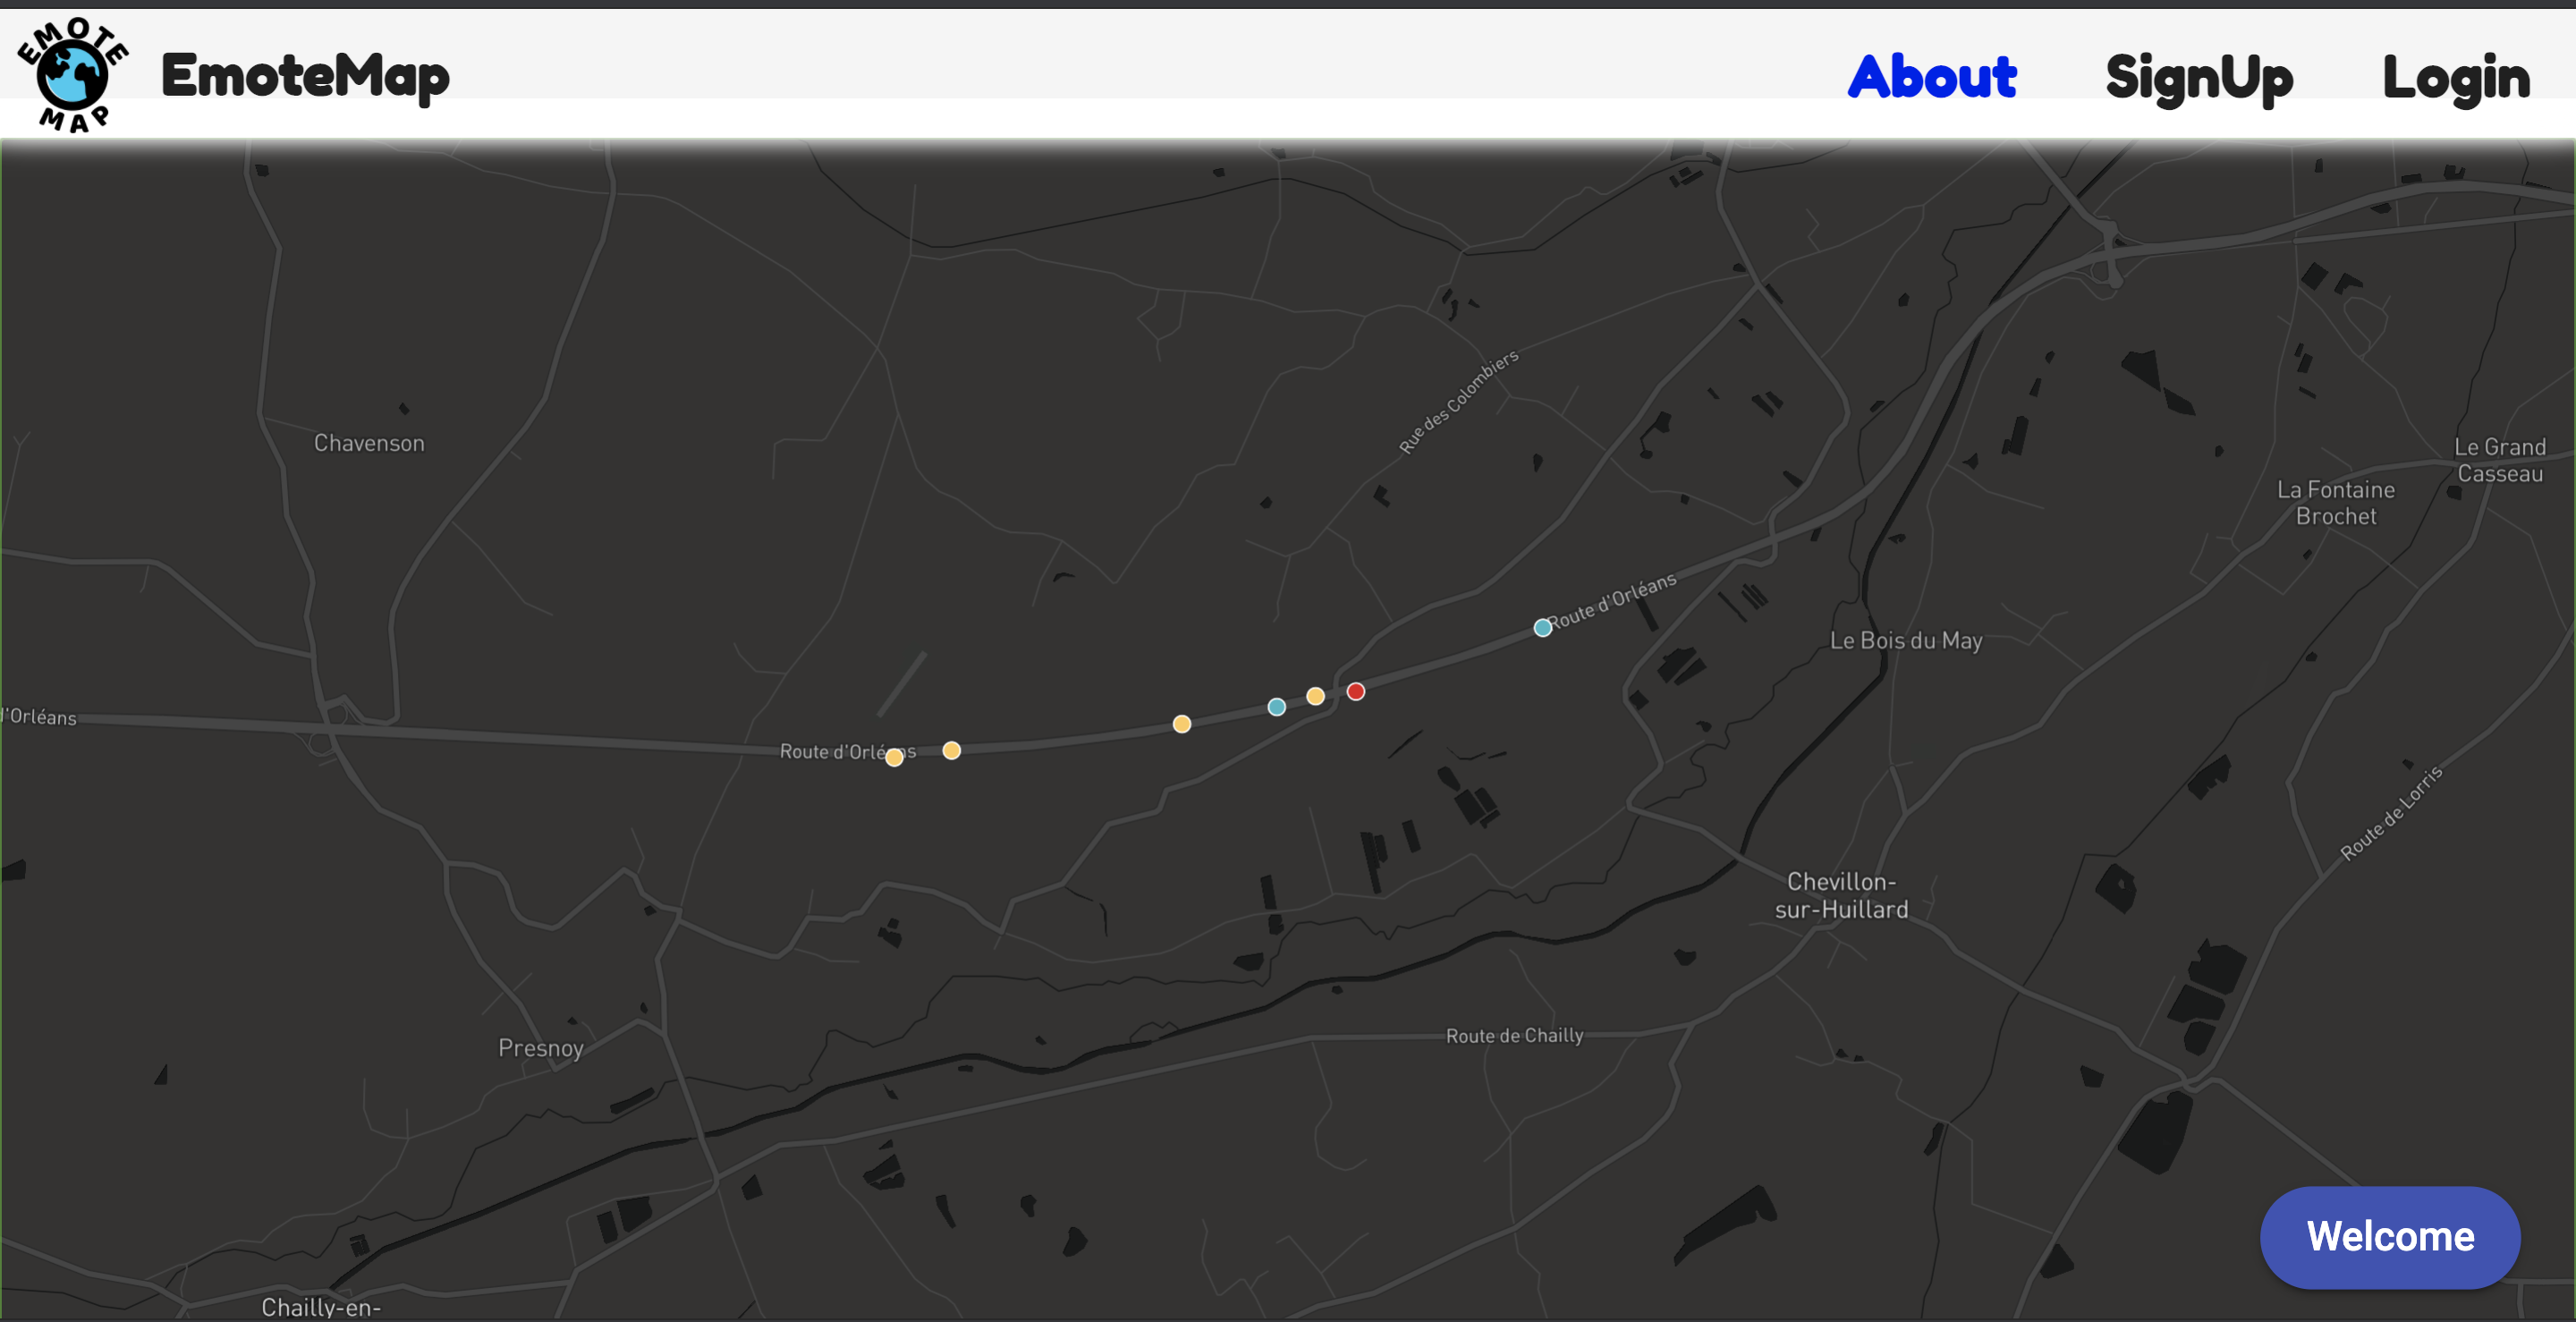 EMOTE
MAP
EmoteMap
About
SignUp
Login
Rue des Colombiers
Chavenson
Le Grand
Casseau
La Fontaine
Brochet
Route d'Orléans
Le Bois du May
d'Orléans
Route d'Orléans
Route de Lorris
Chevillon-
sur-Huillard
Route de Chailly
Presnoy
Welcome
Chailly-en-